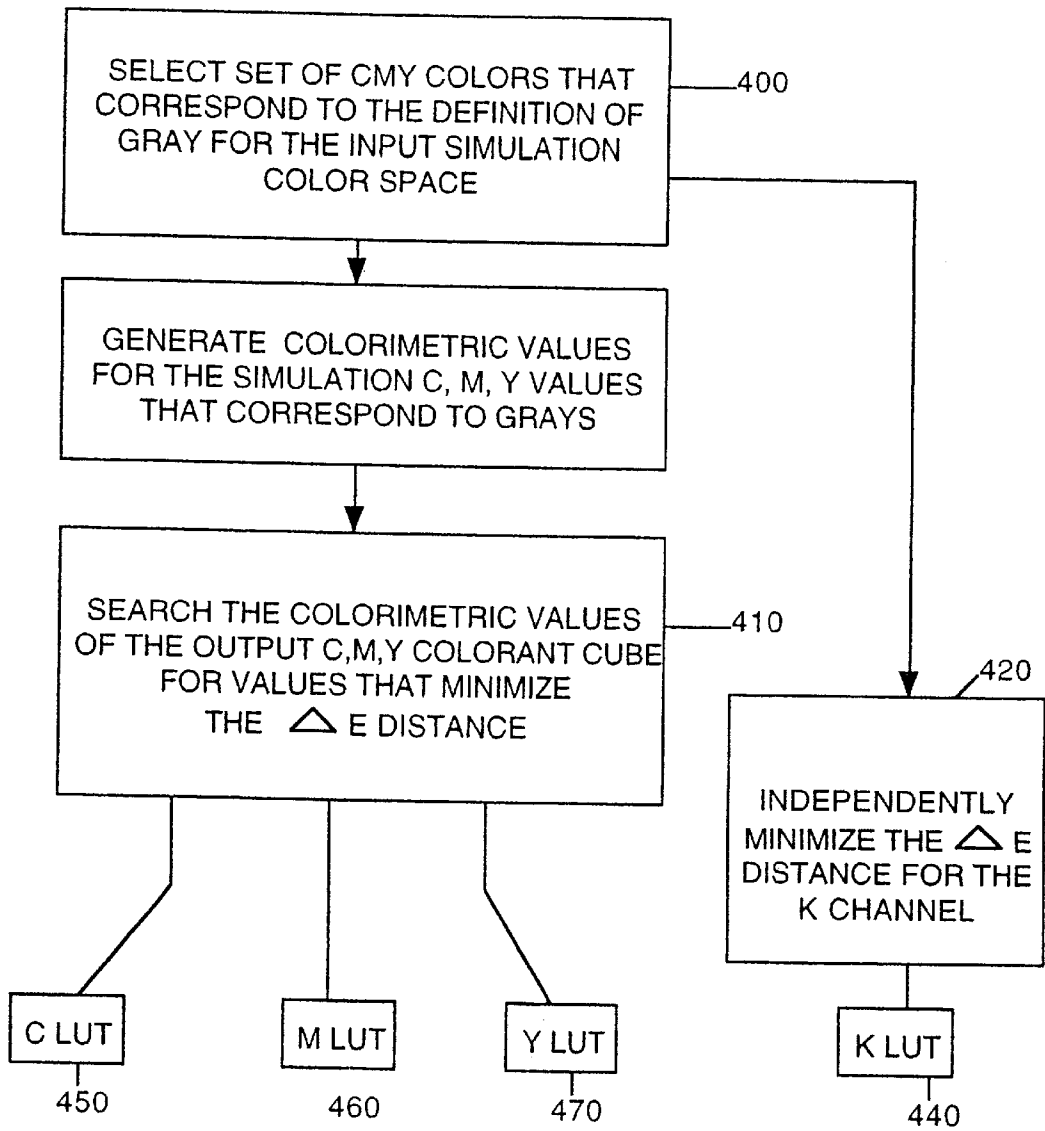 SELECT SET OF CMY COLORS THAT
CORRESPOND TO THE DEFINITION OF
GRAY FOR THE INPUT SIMULATION
COLOR SPACE
400
GENERATE COLORIMETRIC VALUES
FOR THE SIMULATION C, M, Y VALUES
THAT CORRESPOND TO GRAYS
SEARCH THE COLORIMETRIC VALUES
OF THE OUTPUT C,M,Y COLORANT CUBE
FOR VALUES THAT MINIMIZE
THE △ E DISTANCE
410
420
INDEPENDENTLY
MINIMIZE THE △ E
DISTANCE FOR THE
K CHANNEL
C LUT
M LUT
Y LUT
K LUT
450
460
470
440